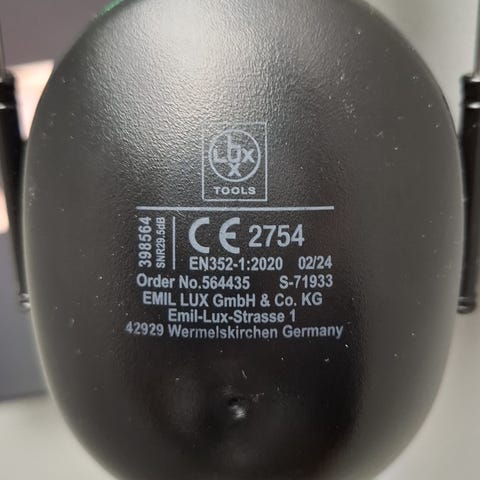 LUX
TOOLS
398564
SNR29.5dB
CE 2754
EN352-1:2020 02/24
Order No.564435 S-71933
EMIL LUX GmbH & Co. KG
Emil-Lux-Strasse 1
42929 Wermelskirchen Germany